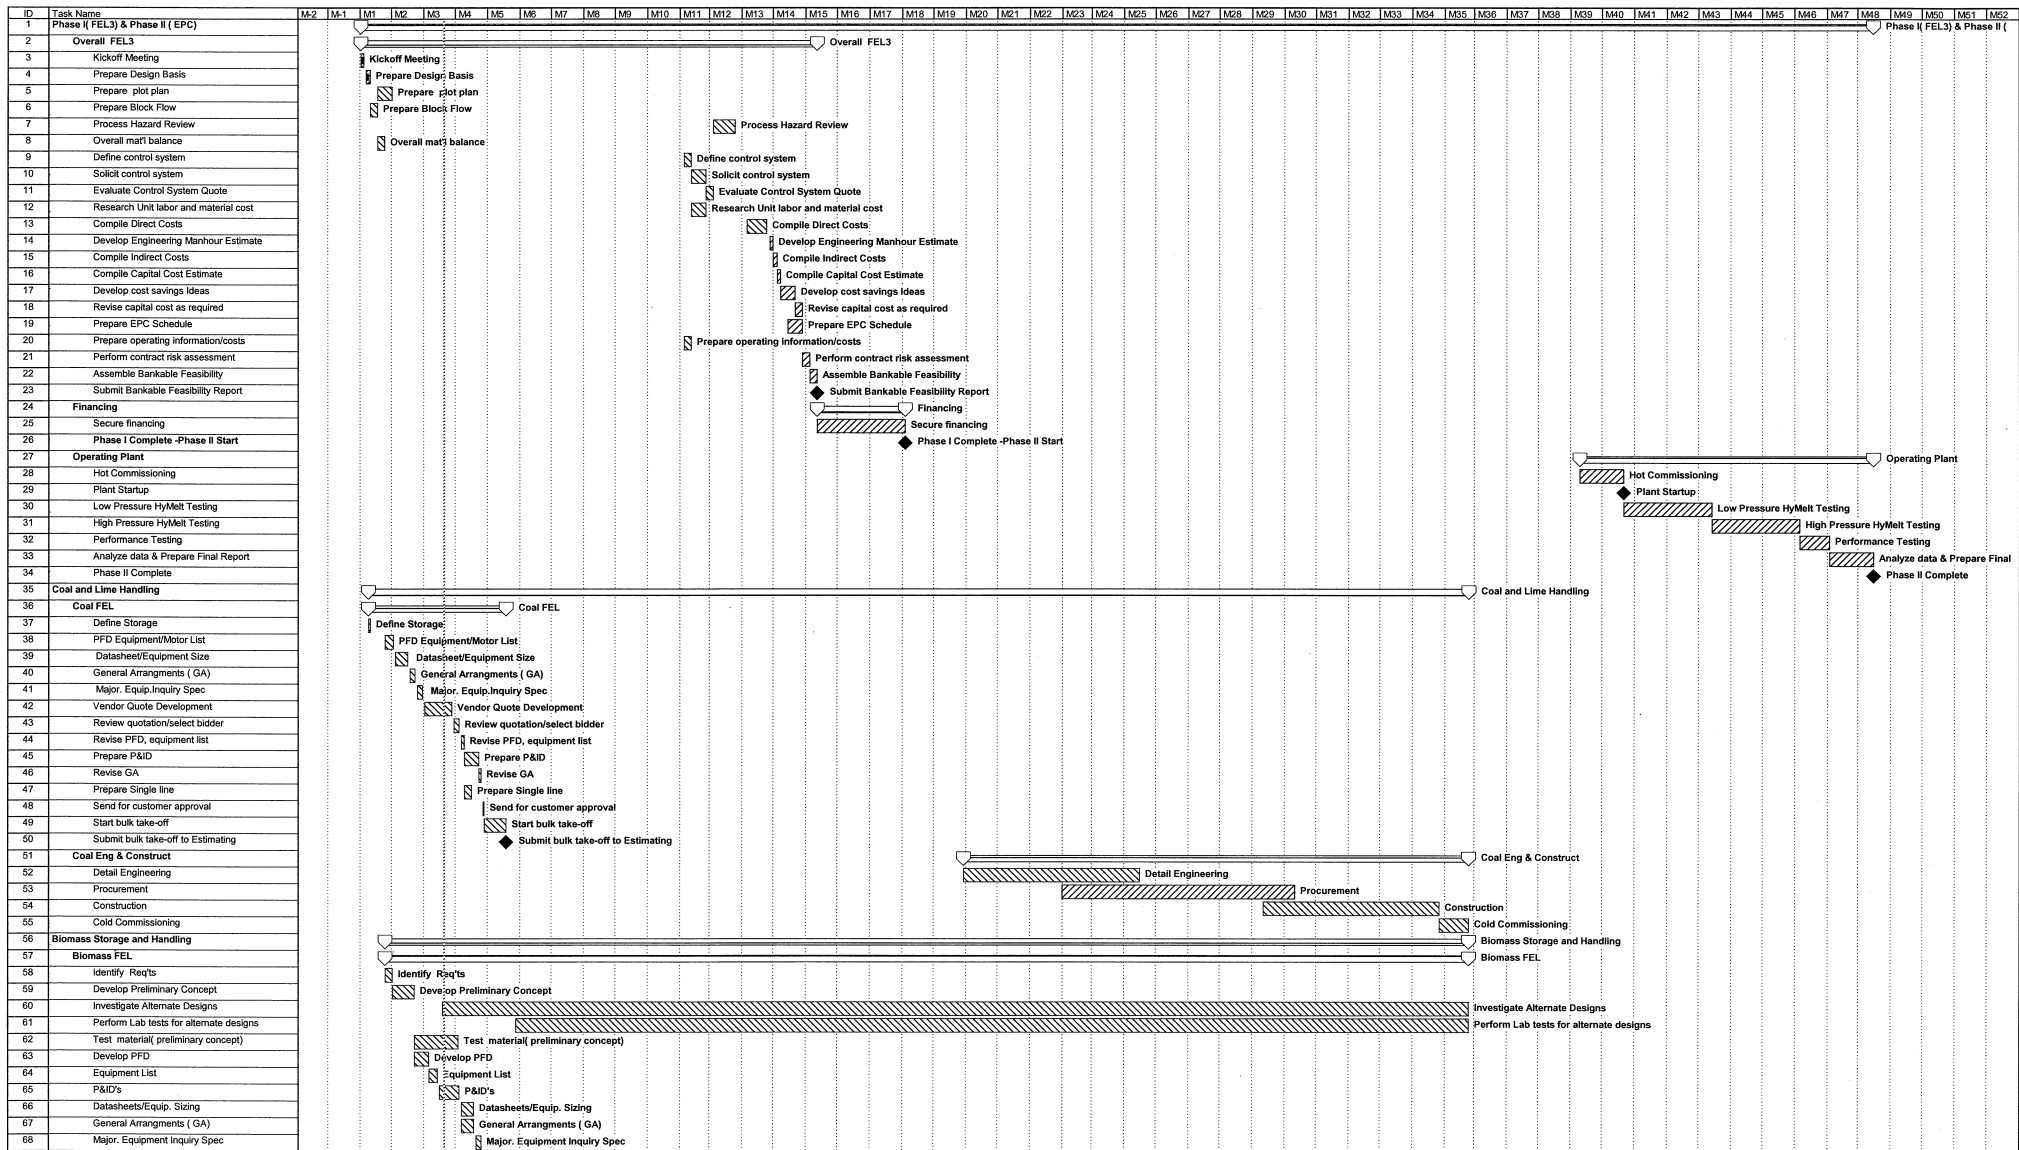 ID Task Name M-2 M-1 M1 M2 M3 M4 M5 M6 M7 M8 M9 M10 M11 M12 M13 M14 M15 M16 M17 M18 M19 M20 M21 M22 M23 M24 M25 M26 M27 M28 M29 M30 M31 M32 M33 M34 M35 M36 M37 M38 M39 M40 M41 M42 M43 M44 M45 M46 M47 M48 M49 M50 M51 M52
1 Phase I( FEL3) & Phase II ( EPC) Phase I( FEL3) & Phase II (
2 Overall FEL3 Overall FEL3
3 Kickoff Meeting Kickoff Meeting
4 Prepare Design Basis Prepare Design Basis
5 Prepare plot plan Prepare plot plan
6 Prepare Block Flow Prepare Block Flow
7 Process Hazard Review Process Hazard Review
8 Overall mat'l balance Overall mat'l balance
9 Define control system Define control system
10 Solicit control system Solicit control system
11 Evaluate Control System Quote Evaluate Control System Quote
12 Research Unit labor and material cost Research Unit labor and material cost
13 Compile Direct Costs Compile Direct Costs
14 Develop Engineering Manhour Estimate Develop Engineering Manhour Estimate
15 Compile Indirect Costs Compile Indirect Costs
16 Compile Capital Cost Estimate Compile Capital Cost Estimate
17 Develop cost savings Ideas Develop cost savings Ideas
18 Revise capital cost as required Revise capital cost as required
19 Prepare EPC Schedule Prepare EPC Schedule
20 Prepare operating information/costs Prepare operating information/costs
21 Perform contract risk assessment Perform contract risk assessment
22 Assemble Bankable Feasibility Assemble Bankable Feasibility
23 Submit Bankable Feasibility Report Submit Bankable Feasibility Report
24 Financing Financing
25 Secure financing Secure financing
26 Phase I Complete -Phase II Start Phase I Complete -Phase II Start
27 Operating Plant Operating Plant
28 Hot Commissioning Hot Commissioning
29 Plant Startup Plant Startup
30 Low Pressure HyMelt Testing Low Pressure HyMelt Testing
31 High Pressure HyMelt Testing High Pressure HyMelt Testing
32 Performance Testing Performance Testing
33 Analyze data & Prepare Final Report Analyze data & Prepare Final
34 Phase II Complete Phase II Complete
35 Coal and Lime Handling Coal and Lime Handling
36 Coal FEL Coal FEL
37 Define Storage Define Storage
38 PFD Equipment/Motor List PFD Equipment/Motor List
39 Datasheet/Equipment Size Datasheet/Equipment Size
40 General Arrangments ( GA) General Arrangments ( GA)
41 Major. Equip.Inquiry Spec Major. Equip.Inquiry Spec
42 Vendor Quote Development Vendor Quote Development
43 Review quotation/select bidder Review quotation/select bidder
44 Revise PFD, equipment list Revise PFD, equipment list
45 Prepare P&ID Prepare P&ID
46 Revise GA Revise GA
47 Prepare Single line Prepare Single line
48 Send for customer approval Send for customer approval
49 Start bulk take-off Start bulk take-off
50 Submit bulk take-off to Estimating Submit bulk take-off to Estimating
51 Coal Eng & Construct Coal Eng & Construct
52 Detail Engineering Detail Engineering
53 Procurement Procurement
54 Construction Construction
55 Cold Commissioning Cold Commissioning
56 Biomass Storage and Handling Biomass Storage and Handling
57 Biomass FEL Biomass FEL
58 Identify Req'ts Identify Req'ts
59 Develop Preliminary Concept Develop Preliminary Concept
60 Investigate Alternate Designs Investigate Alternate Designs
61 Perform Lab tests for alternate designs Perform Lab tests for alternate designs
62 Test material( preliminary concept) Test material( preliminary concept)
63 Develop PFD Develop PFD
64 Equipment List Equipment List
65 P&ID's P&ID's
66 Datasheets/Equip. Sizing Datasheets/Equip. Sizing
67 General Arrangments ( GA) General Arrangments ( GA)
68 Major. Equipment Inquiry Spec Major. Equipment Inquiry Spec